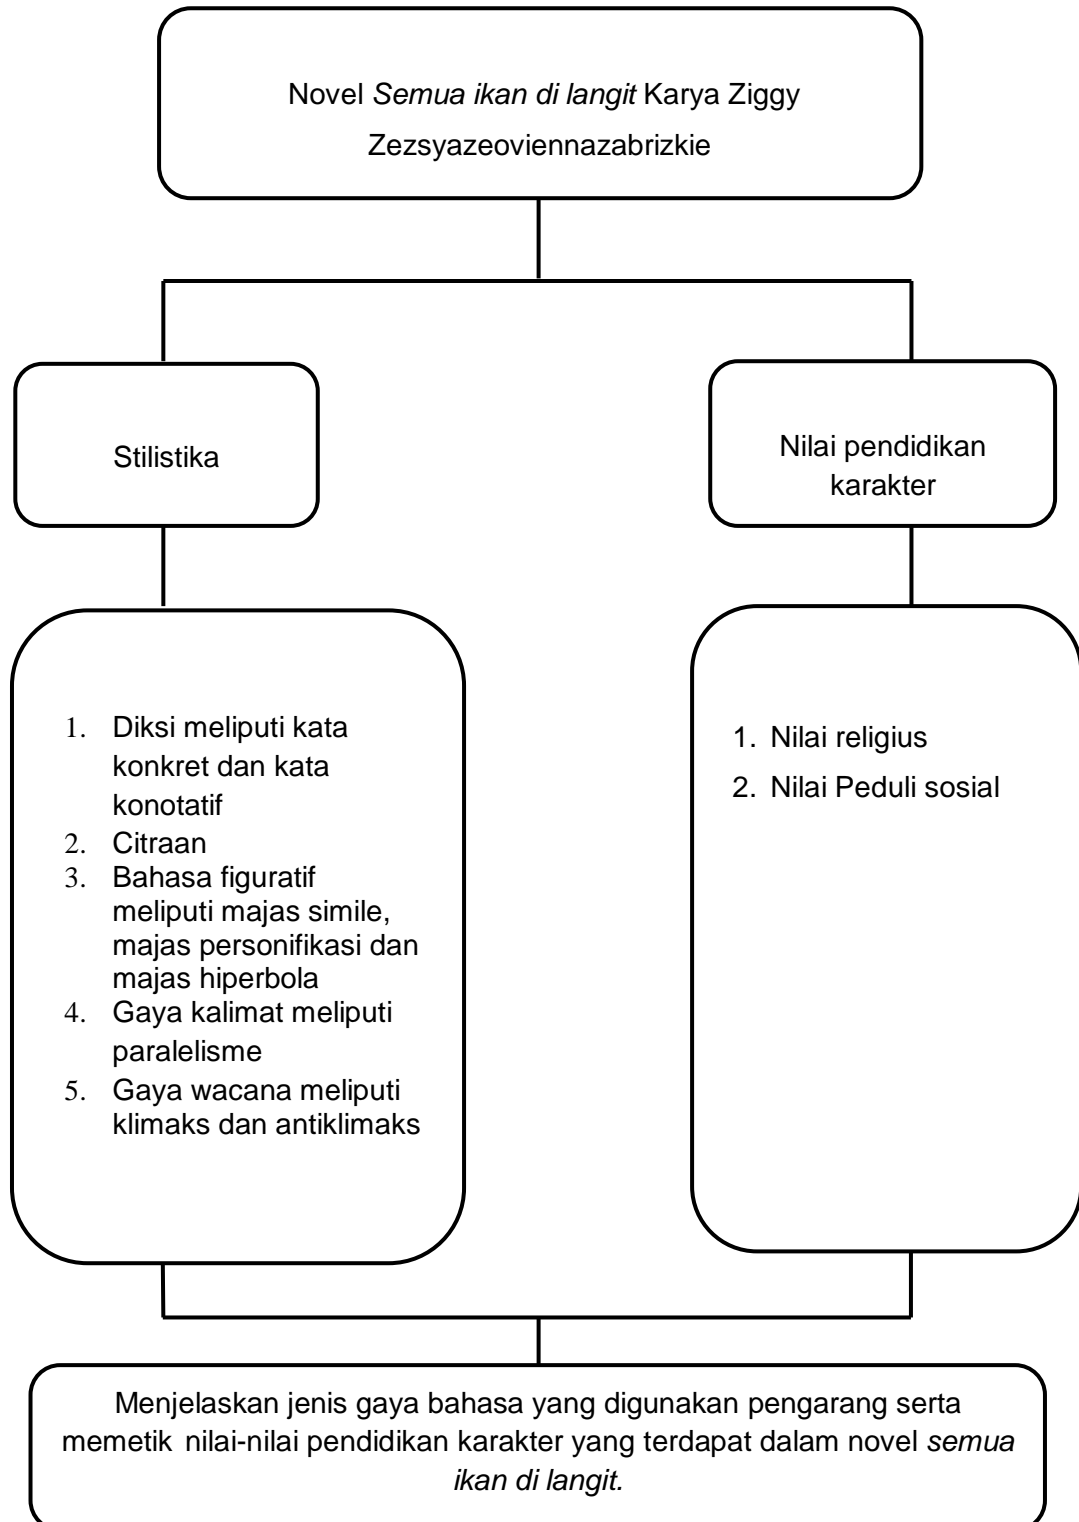 Novel Semua ikan di langit Karya Ziggy
Zezsyazeoviennazabrizkie
Stilistika
Nilai pendidikan
karakter
1. Diksi meliputi kata
konkret dan kata
konotatif
2. Citraan
3. Bahasa figuratif
meliputi majas simile,
majas personifikasi dan
majas hiperbola
4. Gaya kalimat meliputi
paralelisme
5. Gaya wacana meliputi
klimaks dan antiklimaks
1. Nilai religius
2. Nilai Peduli sosial
Menjelaskan jenis gaya bahasa yang digunakan pengarang serta
memetik nilai-nilai pendidikan karakter yang terdapat dalam novel semua
ikan di langit.